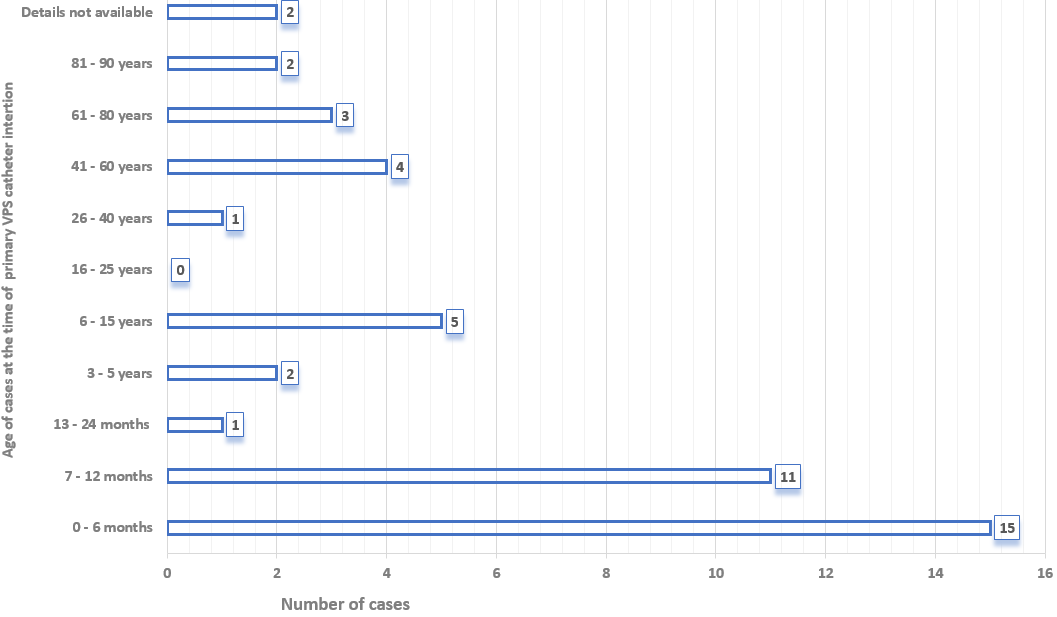 Age of cases at the time of primary VPS catheter intertion
Details not available 2
81 - 90 years 2
61 - 80 years 3
41 - 60 years 4
26 - 40 years 1
16 - 25 years 0
6 - 15 years 5
3 - 5 years 2
13 - 24 months 1
7 - 12 months 11
0 - 6 months 15
0 2 4 6 8 10 12 14 16
Number of cases